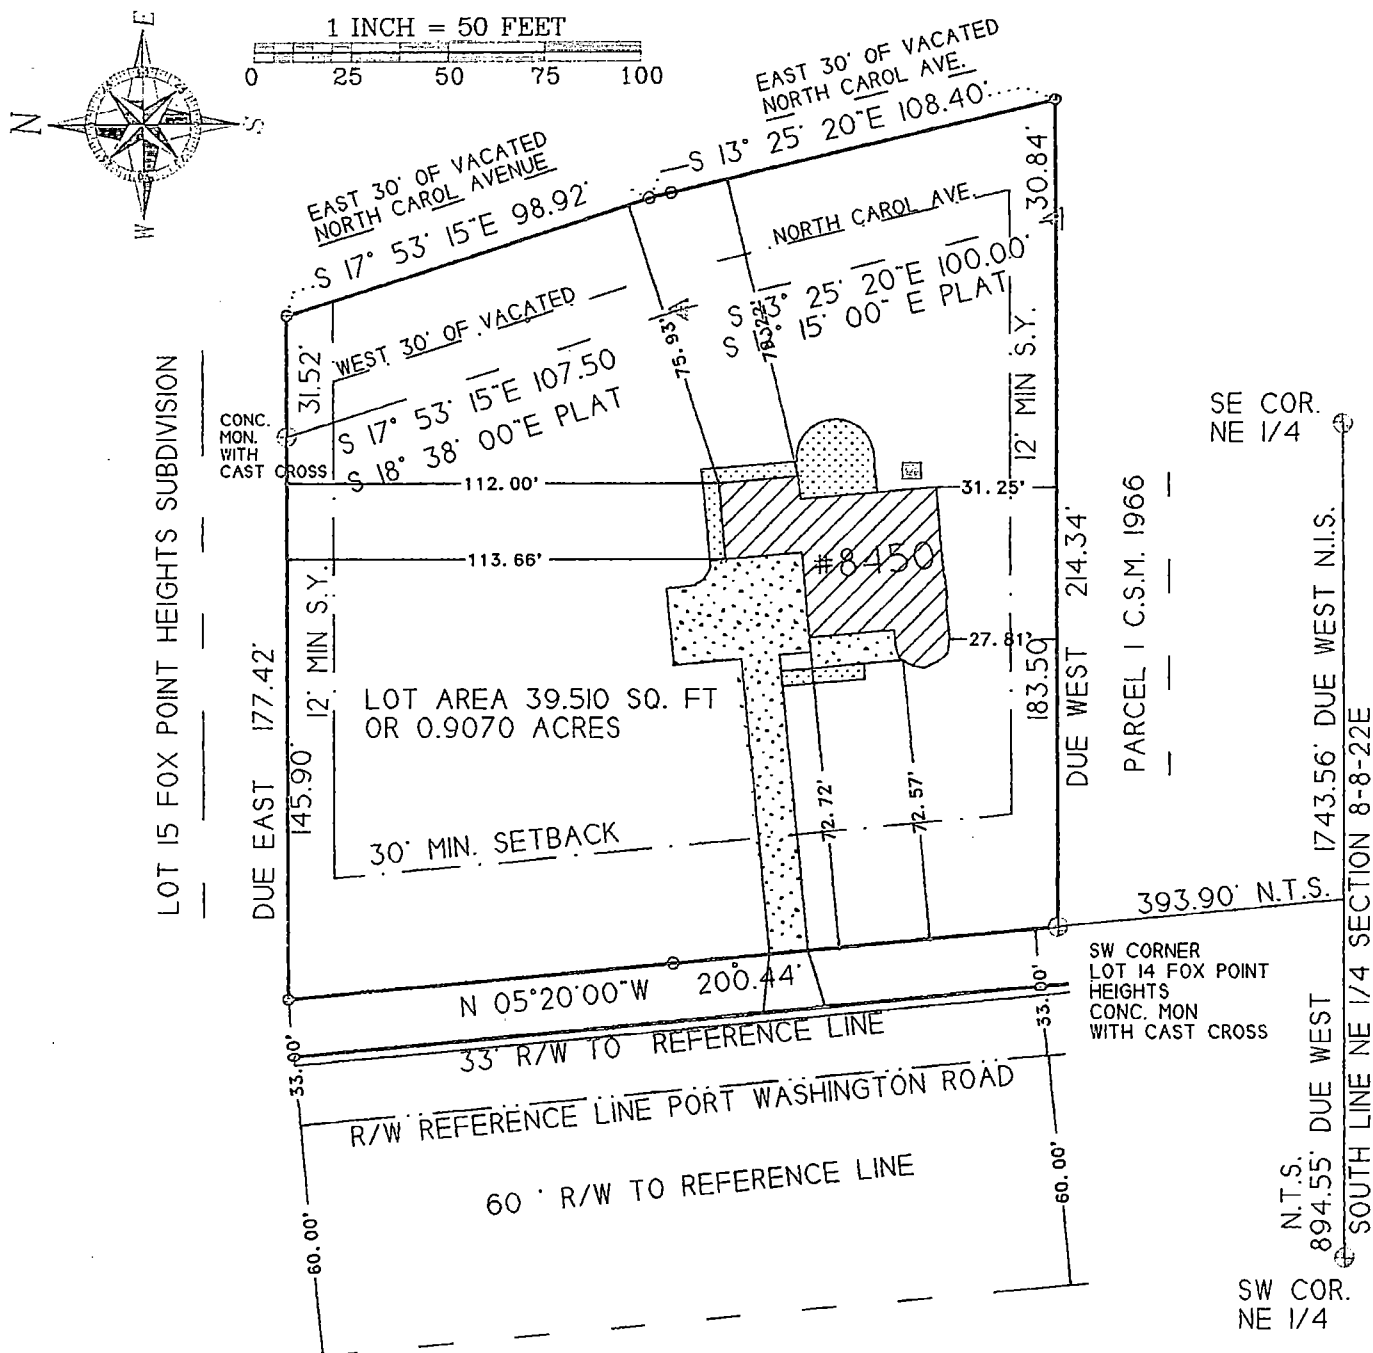 E
N
S
W
1 INCH = 50 FEET
0 25 50 75 100
EAST 30' OF VACATED
NORTH CAROL AVE.
S 13° 25' 20"E 108.40'
EAST 30' OF VACATED
NORTH CAROL AVENUE
S 17° 53' 15"E 98.92'
30.84'
NORTH CAROL AVE.
S 13° 25' 20"E 100.00'
15' 00" E PLAT
WEST 30' OF VACATED
S 17° 53' 15"E 107.50
S 18° 38' 00"E PLAT
75.93'
31.52'
CONC.
MON.
WITH
CAST CROSS
12' MIN S.Y.
12' MIN S.Y.
112.00'
113.66'
31.25'
27.81'
#8450
LOT 15 FOX POINT HEIGHTS SUBDIVISION
DUE EAST 177.42'
145.90'
LOT AREA 39.510 SQ. FT
OR 0.9070 ACRES
30' MIN. SETBACK
72.72'
72.57'
183.50'
DUE WEST 214.34'
PARCEL 1 C.S.M. 1966
SE COR.
NE 1/4
1743.56' DUE WEST N.I.S.
393.90' N.T.S.
SW CORNER
LOT 14 FOX POINT
HEIGHTS
CONC. MON
WITH CAST CROSS
N 05°20'00"W 200.44'
33.00'
33.00'
33' R/W TO REFERENCE LINE
R/W REFERENCE LINE PORT WASHINGTON ROAD
60 ' R/W TO REFERENCE LINE
60.00'
60.00'
N.T.S.
894.55' DUE WEST
SOUTH LINE NE 1/4 SECTION 8-8-22E
SW COR.
NE 1/4